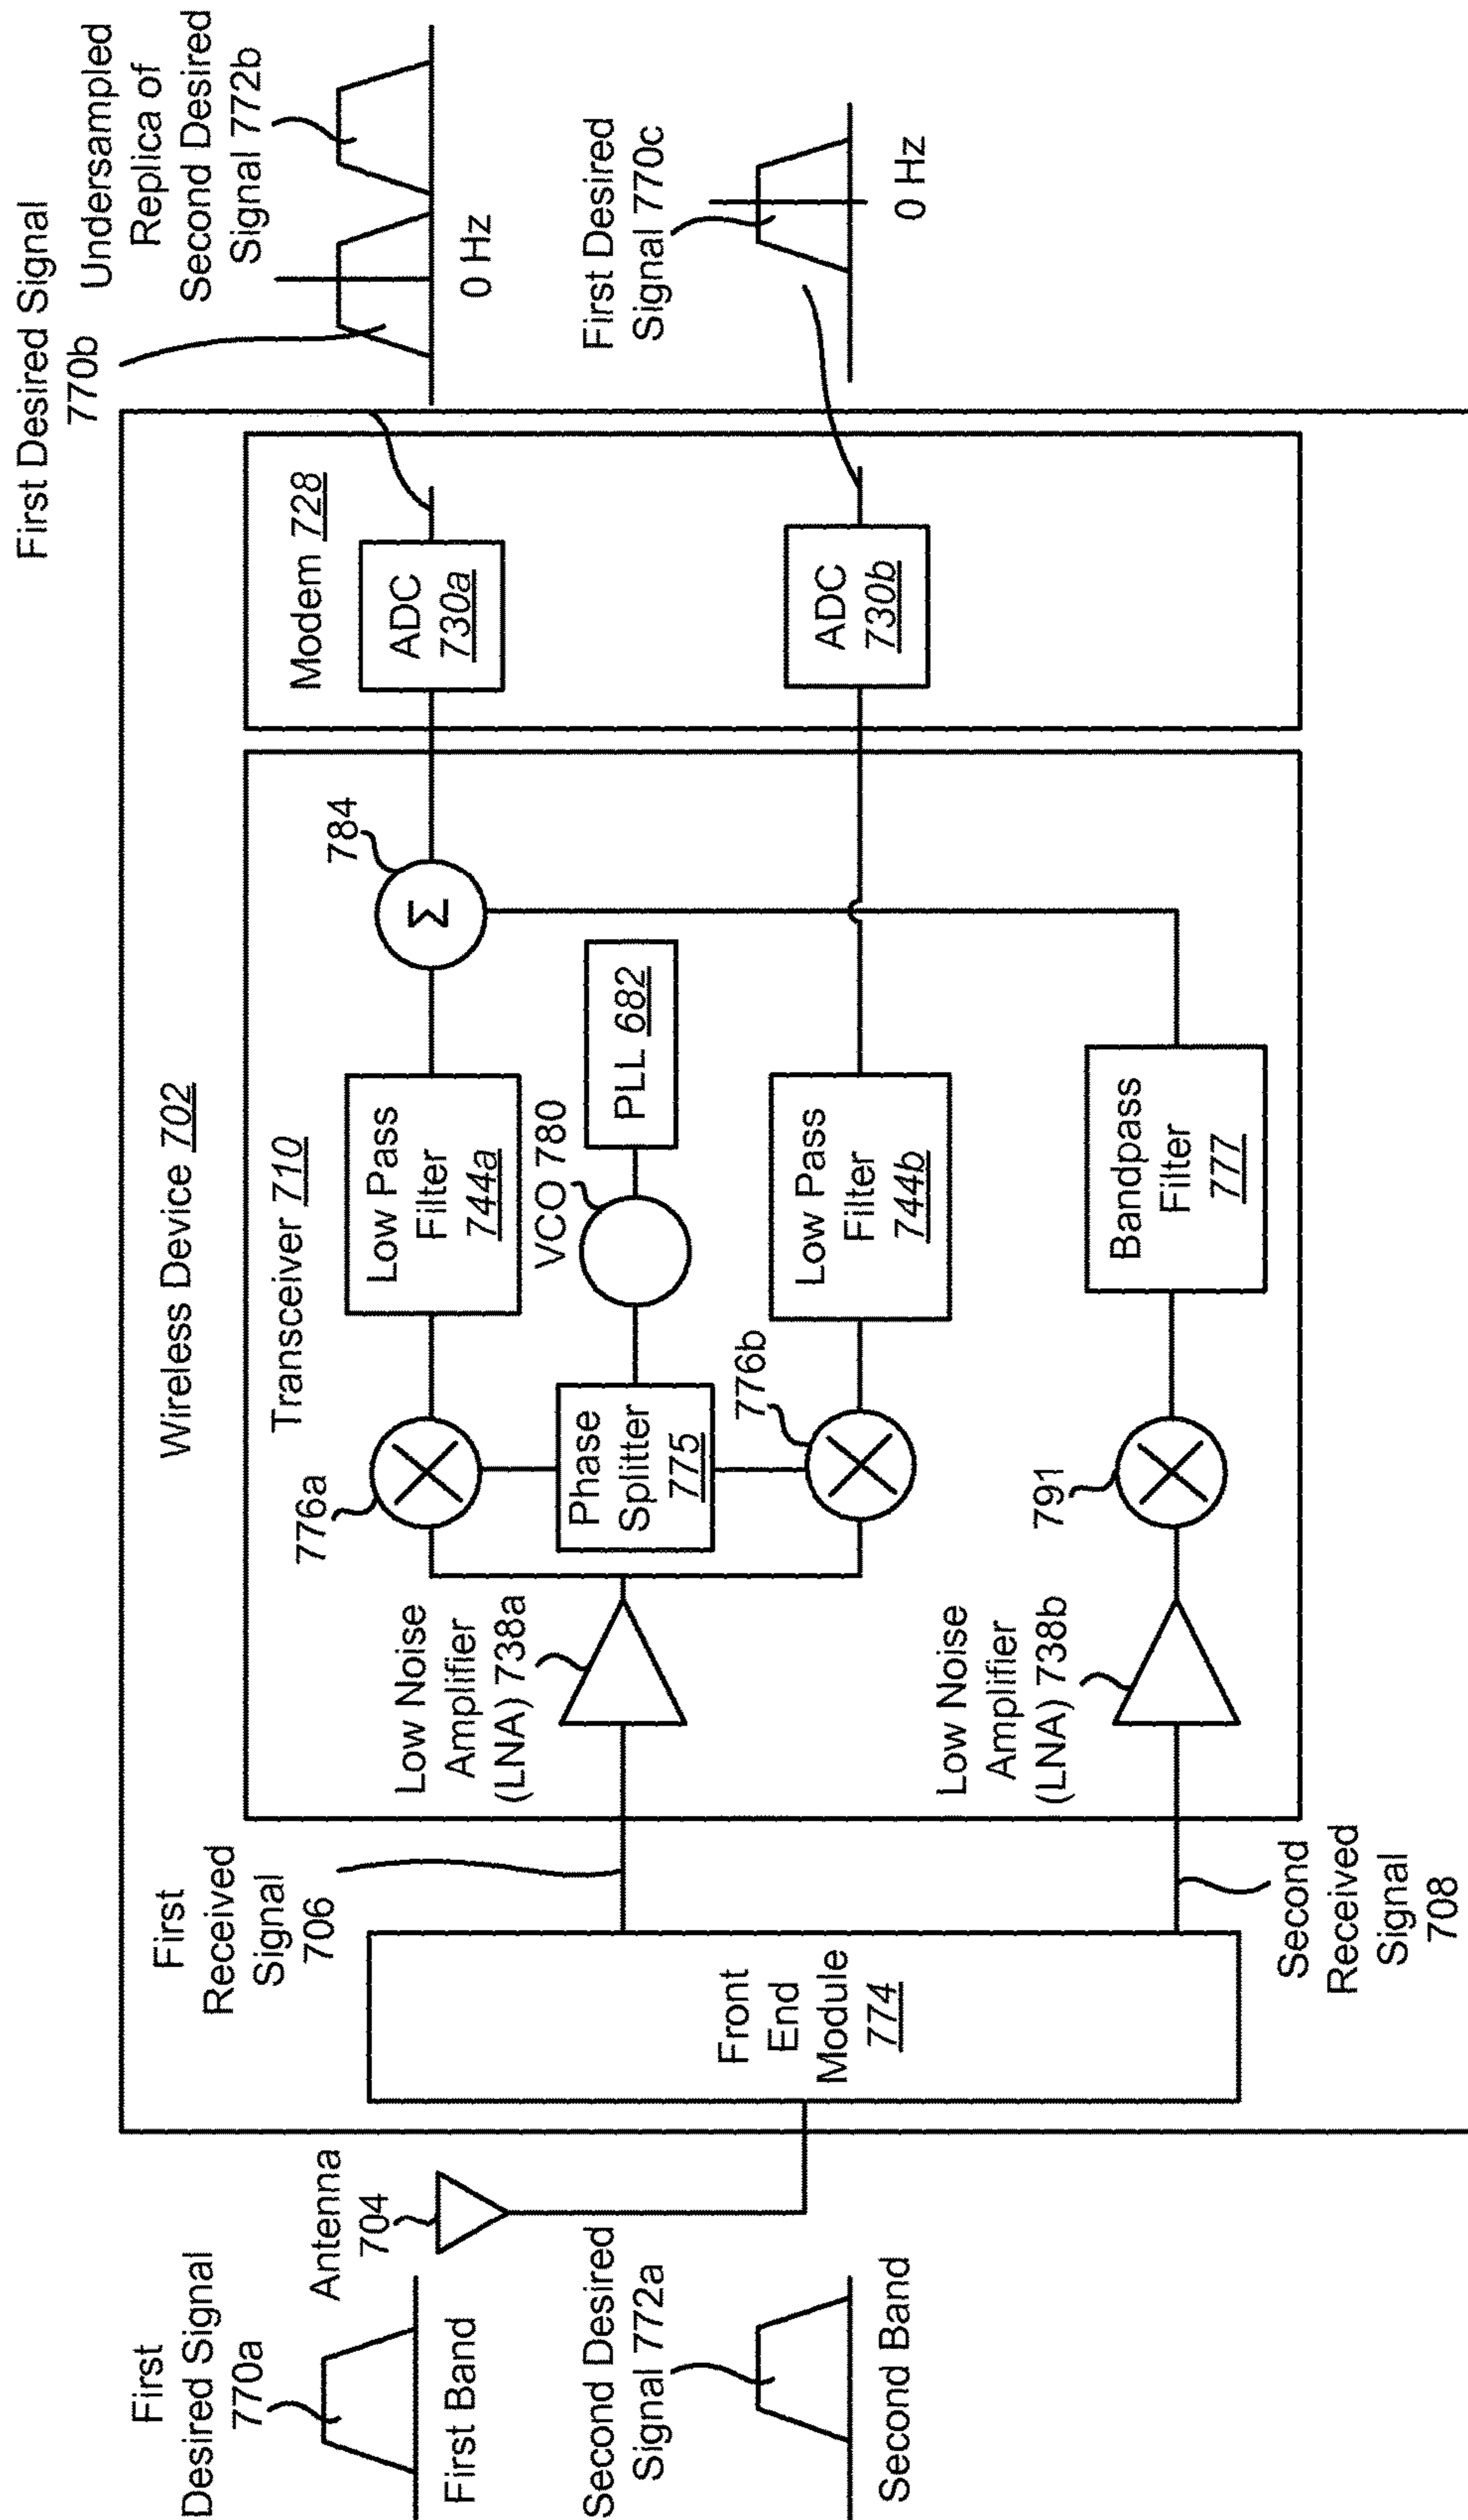 First
Desired Signal
770a
First Band
Second Desired
Signal 772a
Second Band
Antenna
704
Wireless Device 702
Front
End
Module
774
First
Received
Signal
706
Second
Received
Signal
708
Transceiver 710
Low Noise
Amplifier
(LNA) 738a
Low Noise
Amplifier
(LNA) 738b
776a
Phase
Splitter
775
776b
791
Low Pass
Filter
744a
VCO 780
PLL 682
Low Pass
Filter
744b
Bandpass
Filter
777
784
Σ
Modem 728
ADC
730a
ADC
730b
First Desired Signal
770b
Undersampled
Replica of
Second Desired
Signal 772b
0 Hz
First Desired
Signal 770c
0 Hz